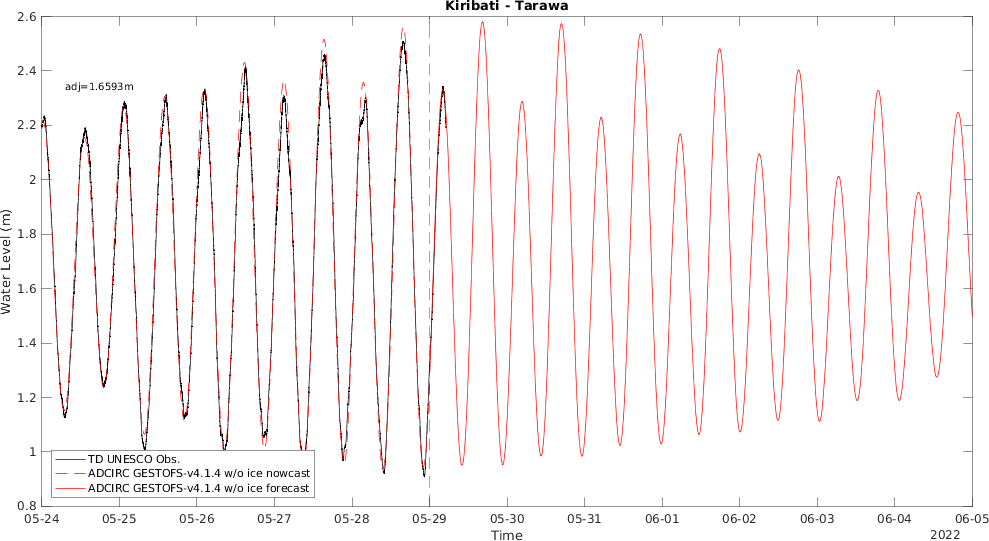 Kiribati - Tarawa
2.6
2.4
adj=1.6593m
2.2
2
1.8
1.6
1.4
1.2
1
0.8
Water Level (m)
TD UNESCO Obs.
ADCIRC GESTOFS-v4.1.4 w/o ice nowcast
ADCIRC GESTOFS-v4.1.4 w/o ice forecast
05-24 05-25 05-26 05-27 05-28 05-29 05-30 05-31 06-01 06-02 06-03 06-04 06-05
Time
2022